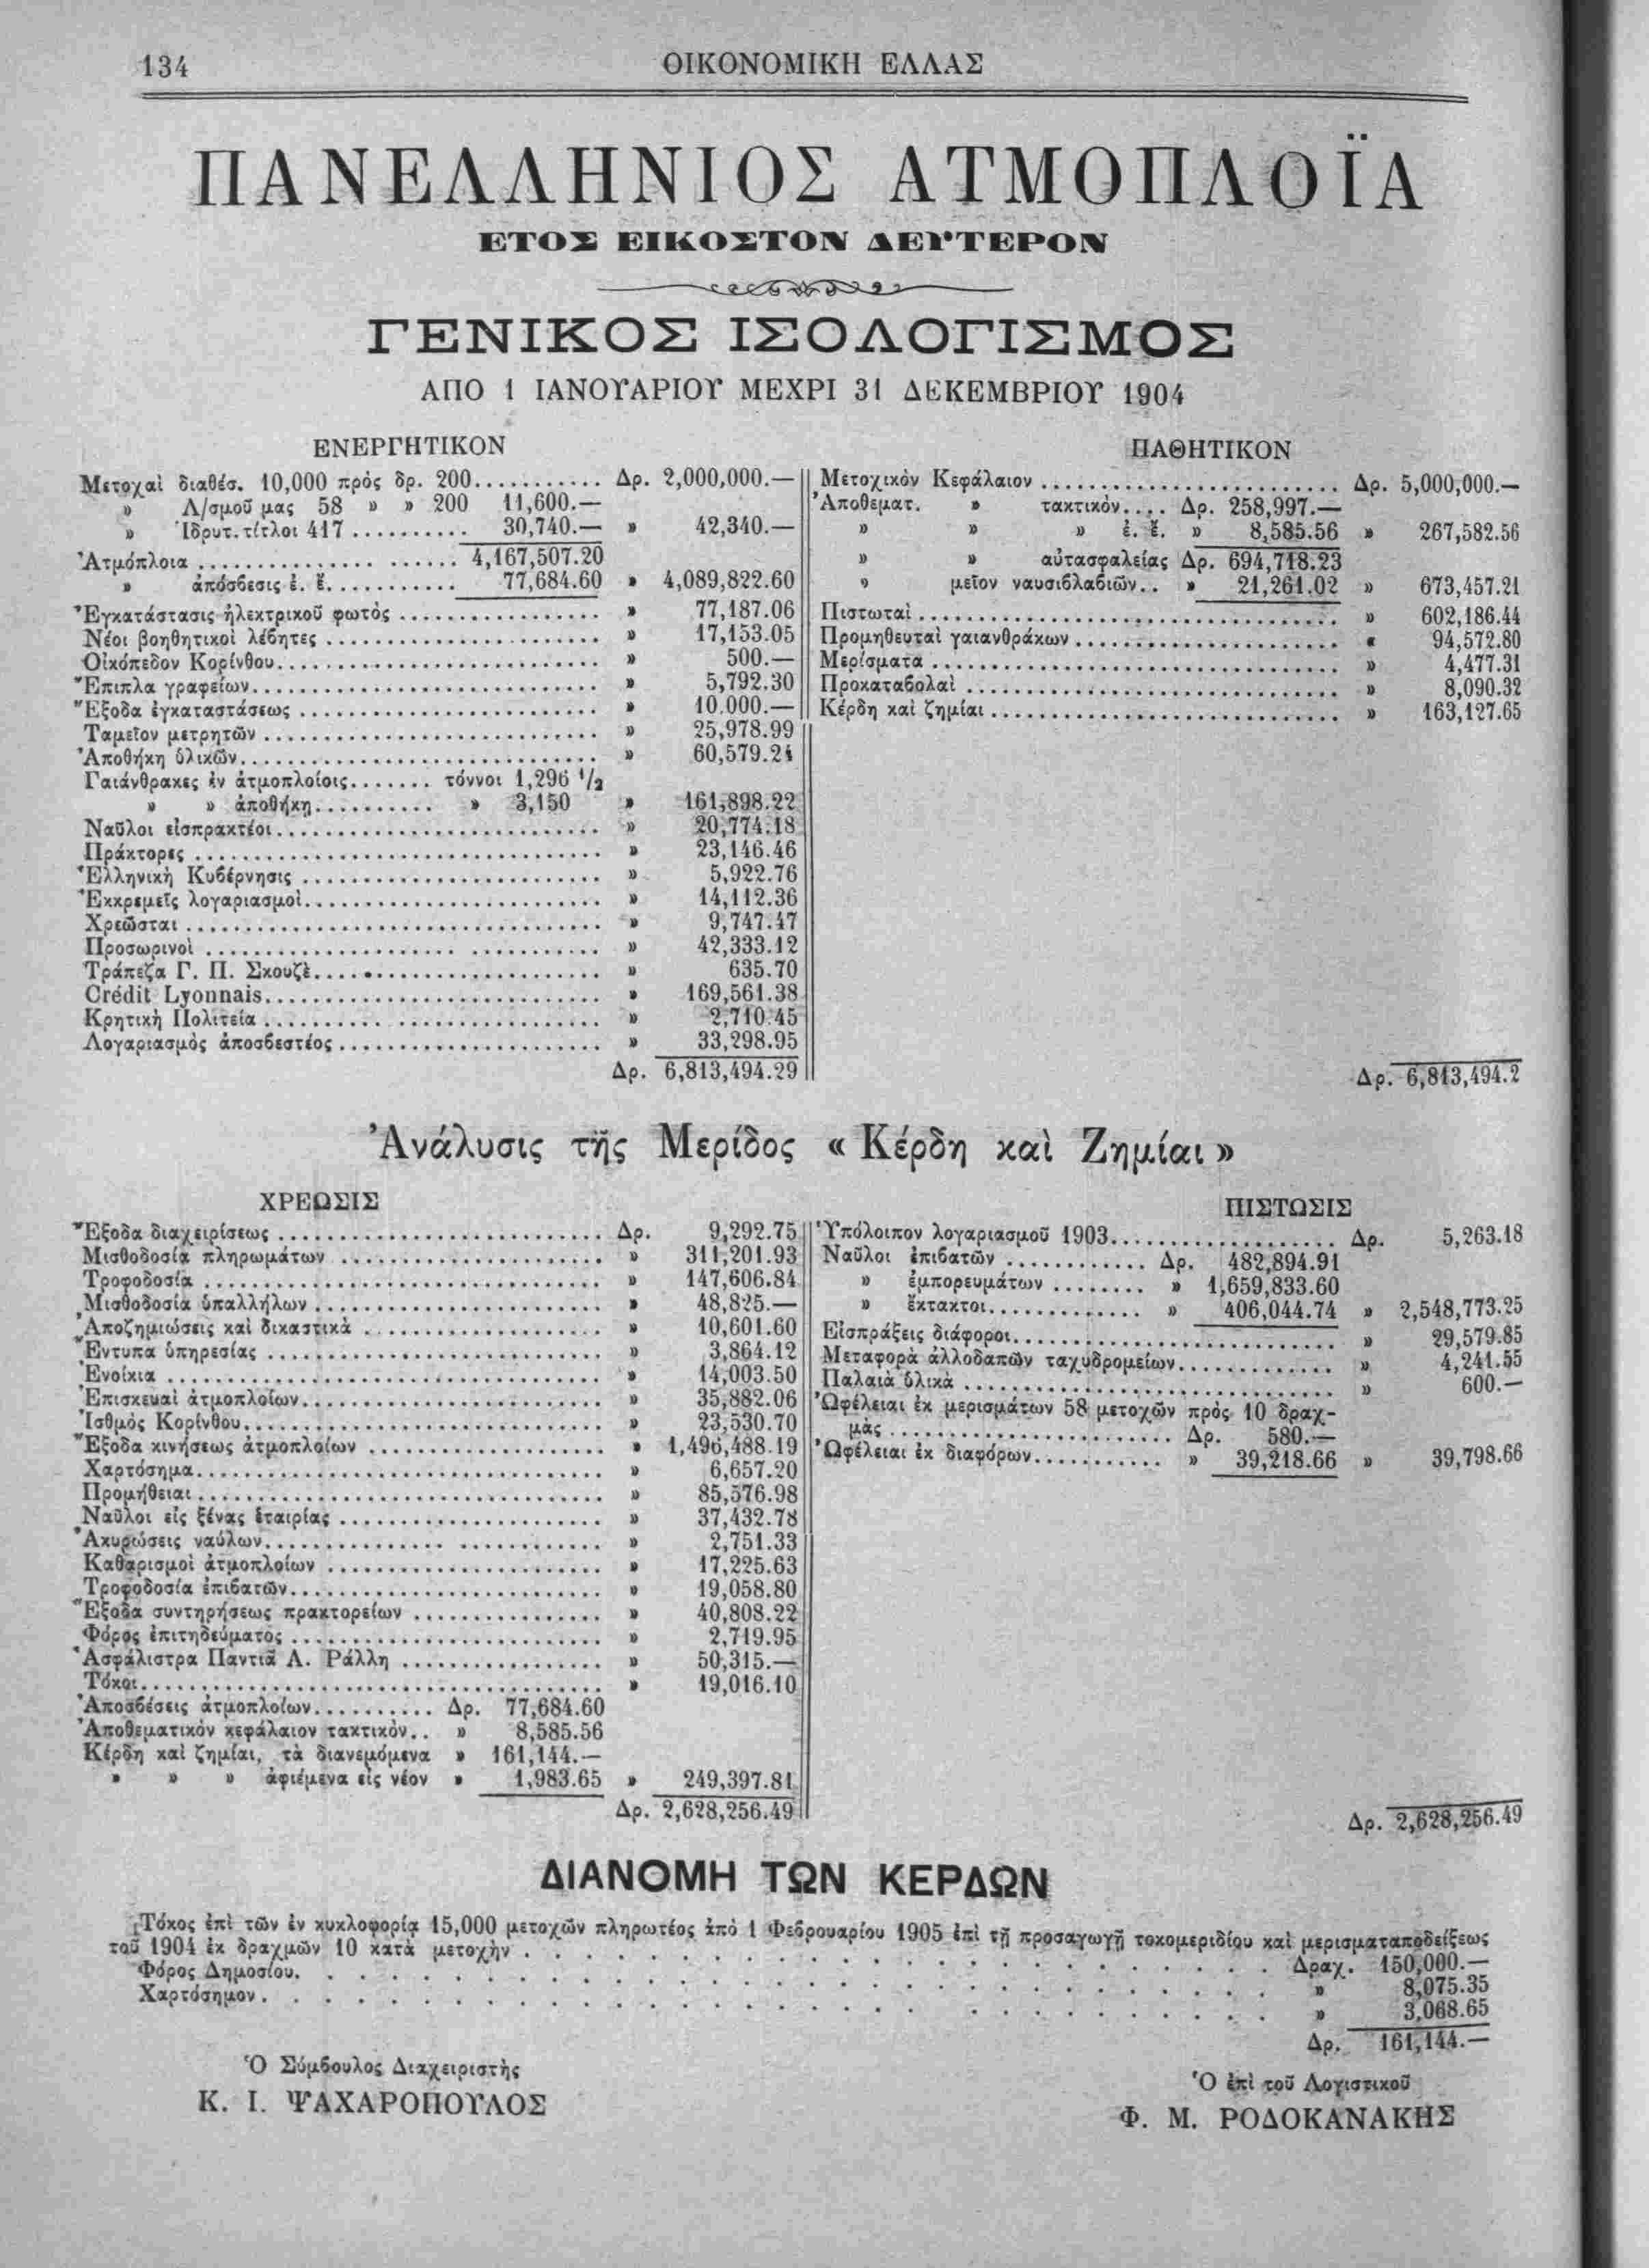 134
ΟΙΚΟΝΟΜΙΚΗ ΕΛΛΑΣ
ΠΑΝΕΛΛΗΝΙΟΣ ΑΤΜΟΠΛΟΪΑ
ΕΤΟΣ ΕΙΚΟΣΤΟΝ ΔΕΥΤΕΡΟΝ
ΓΕΝΙΚΟΣ ΙΣΟΛΟΓΙΣΜΟΣ
ΑΠΟ 1 ΙΑΝΟΥΑΡΙΟΥ ΜΕΧΡΙ 31 ΔΕΚΕΜΒΡΙΟΥ 1904
ΕΝΕΡΓΗΤΙΚΟΝ
Μετοχαὶ διαθέσ. 10,000 πρὸς δρ. 200........... Δρ. 2,000,000.—
» Λ/σμοῦ μας 58 » » 200 11,600.—
» Ἱδρυτ. τίτλοι 417 .......... 30,740.— » 42,340.—
Ἀτμόπλοια ..................... 4,167,507.20
» ἀπόσβεσις ἐ. ἔ............ 77,684.60 » 4,089,822.60
Ἐγκατάστασις ἠλεκτρικοῦ φωτὸς ................. » 77,187.06
Νέοι βοηθητικοὶ λέβητες ....................... » 17,153.05
Οἰκόπεδον Κορίνθου........................... » 500.—
Ἔπιπλα γραφείων............................. » 5,792.30
Ἔξοδα ἐγκαταστάσεως ......................... » 10.000.—
Ταμεῖον μετρητῶν ............................ » 25,978.99
Ἀποθήκη ὑλικῶν.............................. » 60,579.24
Γαιάνθρακες ἐν ἀτμοπλοίοις....... τόννοι 1,296 1/2
» » ἀποθήκῃ.......... » 3,150 » 161,898.22
Ναῦλοι εἰσπρακτέοι........................... » 20,774.18
Πράκτορες .................................. » 23,146.46
Ἑλληνικὴ Κυβέρνησις ......................... » 5,922.76
Ἐκκρεμεῖς λογαριασμοὶ........................ » 14,112.36
Χρεῶσται ................................... » 9,747.47
Προσωρινοὶ ................................. » 42,333.12
Τράπεζα Γ. Π. Σκουζὲ........................ » 635.70
Crédit Lyonnais............................ » 169,561.38
Κρητικὴ Πολιτεία ............................ » 2,710.45
Λογαριασμὸς ἀποσβεστέος ...................... » 33,298.95
Δρ. 6,813,494.29
ΠΑΘΗΤΙΚΟΝ
Μετοχικὸν Κεφάλαιον ......................... Δρ. 5,000,000.—
Ἀποθεματ. » τακτικὸν.... Δρ. 258,997.—
» » » ἐ. ἔ. » 8,585.56 » 267,582.56
» » αὐτασφαλείας Δρ. 694,718.23
» μεῖον ναυσιβλαβιῶν.. » 21,261.02 » 673,457.21
Πιστωταὶ ................................... » 602,186.44
Προμηθευταὶ γαιανθράκων ...................... « 94,572.80
Μερίσματα .................................. » 4,477.31
Προκαταβολαὶ ............................... » 8,090.32
Κέρδη καὶ ζημίαι ............................. » 163,127.65
Δρ. 6,813,494.2
Ἀνάλυσις τῆς Μερίδος « Κέρδη καὶ Ζημίαι »
ΧΡΕΩΣΙΣ
Ἔξοδα διαχειρίσεως ........................... Δρ. 9,292.75
Μισθοδοσία πληρωμάτων ...................... » 311,201.93
Τροφοδοσία ................................. » 147,606.84
Μισθοδοσία ὑπαλλήλων ........................ » 48,825.—
Ἀποζημιώσεις καὶ δικαστικὰ .................... » 10,601.60
Ἔντυπα ὑπηρεσίας ............................ » 3,864.12
Ἐνοίκια .................................... » 14,003.50
Ἐπισκευαὶ ἀτμοπλοίων......................... » 35,882.06
Ἰσθμὸς Κορίνθου.............................. » 23,530.70
Ἔξοδα κινήσεως ἀτμοπλοίων .................... » 1,496,488.19
Χαρτόσημα.................................. » 6,657.20
Προμήθειαι.................................. » 85,576.98
Ναῦλοι εἰς ξένας ἑταιρίας ...................... » 37,432.78
Ἀκυρώσεις ναύλων............................ » 2,751.33
Καθαρισμοὶ ἀτμοπλοίων ....................... » 17,225.63
Τροφοδοσία ἐπιβατῶν.......................... » 19,058.80
Ἔξοδα συντηρήσεως πρακτορείων ................ » 40,808.22
Φόρος ἐπιτηδεύματος .......................... » 2,719.95
Ἀσφάλιστρα Παντιᾶ Λ. Ράλλη ................. » 50,315.—
Τόκοι...................................... » 19,016.10
Ἀποσβέσεις ἀτμοπλοίων.......... Δρ. 77,684.60
Ἀποθεματικὸν κεφάλαιον τακτικὸν.. » 8,585.56
Κέρδη καὶ ζημίαι, τὰ διανεμόμενα » 161,144.—
» » » ἀφιέμενα εἰς νέον » 1,983.65 » 249,397.81
Δρ. 2,628,256.49
ΠΙΣΤΩΣΙΣ
Ὑπόλοιπον λογαριασμοῦ 1903................... Δρ. 5,263.18
Ναῦλοι ἐπιβατῶν ............ Δρ. 482,894.91
» ἐμπορευμάτων ........ » 1,659,833.60
» ἔκτακτοι............. » 406,044.74 » 2,548,773.25
Εἰσπράξεις διάφοροι........................... » 29,579.85
Μεταφορὰ ἀλλοδαπῶν ταχυδρομείων............. » 4,241.55
Παλαιὰ ὑλικὰ ............................... » 600.—
Ὠφέλειαι ἐκ μερισμάτων 58 μετοχῶν πρὸς 10 δραχ-
μὰς ........................ Δρ. 580.—
Ὠφέλειαι ἐκ διαφόρων........... » 39,218.66 » 39,798.66
Δρ. 2,628,256.49
ΔΙΑΝΟΜΗ ΤΩΝ ΚΕΡΔΩΝ
Τόκος ἐπὶ τῶν ἐν κυκλοφορίᾳ 15,000 μετοχῶν πληρωτέος ἀπὸ 1 Φεβρουαρίου 1905 ἐπὶ τῇ προσαγωγῇ τοκομεριδίου καὶ μερισματαποδείξεως
τοῦ 1904 ἐκ δραχμῶν 10 κατὰ μετοχὴν . . . . . . . . . . Δραχ. 150,000.—
Φόρος Δημοσίου. . . . . . . . . . . . » 8,075.35
Χαρτόσημον . . . . . . . . . . . . » 3,068.65
Δρ. 161,144.—
Ὁ Σύμβουλος Διαχειριστὴς
Κ. Ι. ΨΑΧΑΡΟΠΟΥΛΟΣ
Ὁ ἐπὶ τοῦ Λογιστικοῦ
Φ. Μ. ΡΟΔΟΚΑΝΑΚΗΣ